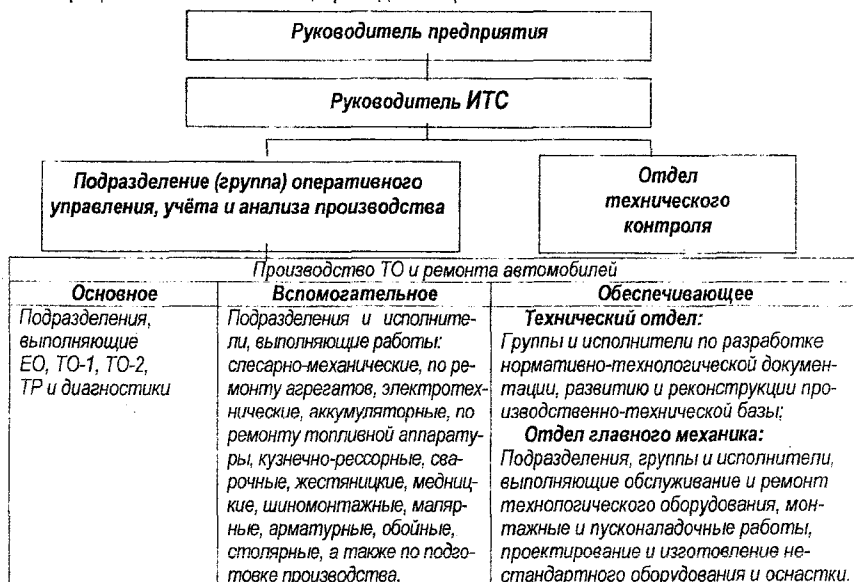 Руководитель предприятия
Руководитель ИТС
Подразделение (группа) оперативного
управления, учёта и анализа производства
Отдел
технического
контроля
Производство ТО и ремонта автомобилей
Основное
Подразделения,
выполняющие
ЕО, ТО-1, ТО-2,
ТР и диагностики
Вспомогательное
Подразделения и исполните-
ли, выполняющие работы:
слесарно-механические, по ре-
монту агрегатов, электротех-
нические, аккумуляторные, по
ремонту топливной аппарату-
ры, кузнечно-рессорные, сва-
рочные, жестяницкие, медниц-
кие, шиномонтажные, маляр-
ные, арматурные, обойные,
столярные, а также по подго-
товке производства.
Обеспечивающее
Технический отдел:
Группы и исполнители по разработке
нормативно-технологической докумен-
тации, развитию и реконструкции про-
изводственно-технической базы;
Отдел главного механика:
Подразделения, группы и исполнители,
выполняющие обслуживание и ремонт
технологического оборудования, мон-
тажные и пусконаладочные работы,
проектирование и изготовление не-
стандартного оборудования и оснастки.